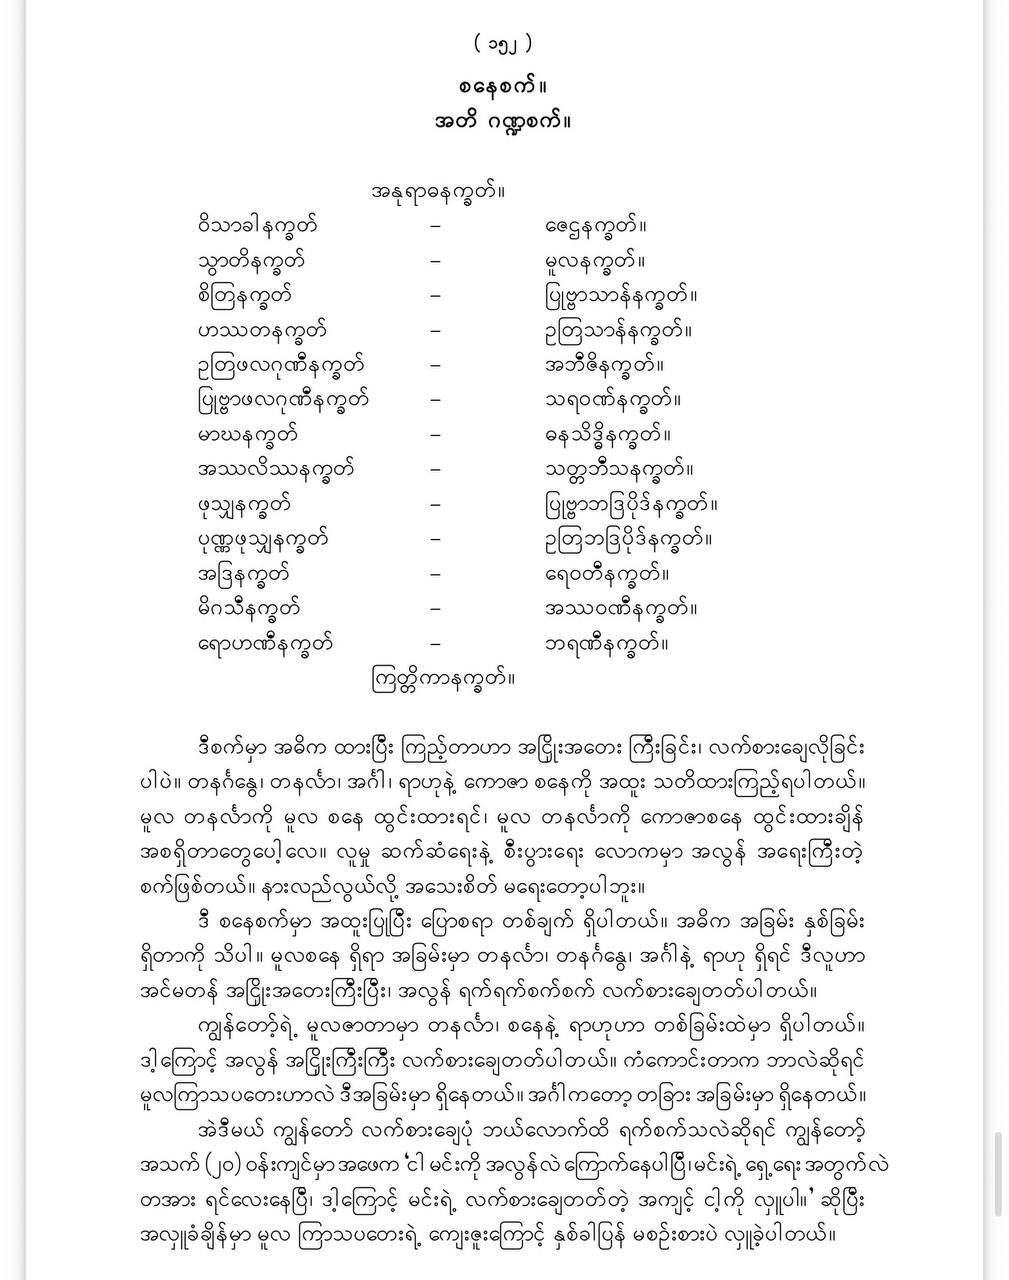 ( ၁၅၂ )
စနေစက်။
အတိ ဂဏ္ဍစက်။
အနုရာဓနက္ခတ်။
ဝိသာခါနက္ခတ် – ဇေဌနက္ခတ်။
သွာတိနက္ခတ် – မူလနက္ခတ်။
စိတြနက္ခတ် – ပြုဗ္ဗာသာန်နက္ခတ်။
ဟဿတနက္ခတ် – ဥတြသာန်နက္ခတ်။
ဥတြဖလဂုဏီနက္ခတ် – အဘီဇိနက္ခတ်။
ပြုဗ္ဗာဖလဂုဏီနက္ခတ် – သရဝဏ်နက္ခတ်။
မာဃနက္ခတ် – ဓနသိဒ္ဓိနက္ခတ်။
အဿလိဿနက္ခတ် – သတ္တဘီသနက္ခတ်။
ဖုသျှနက္ခတ် – ပြုဗ္ဗာဘဒြပိုဒ်နက္ခတ်။
ပုဏ္ဏဖုသျှနက္ခတ် – ဥတြဘဒြပိုဒ်နက္ခတ်။
အဒြနက္ခတ် – ရေဝတီနက္ခတ်။
မိဂသီနက္ခတ် – အဿဝဏီနက္ခတ်။
ရောဟဏီနက္ခတ် – ဘရဏီနက္ခတ်။
ကြတ္တိကာနက္ခတ်။
ဒီစက်မှာ အဓိက ထားပြီး ကြည့်တာဟာ အငြှိုးအတေး ကြီးခြင်း၊ လက်စားချေလိုခြင်း
ပါပဲ။ တနင်္ဂနွေ၊ တနင်္လာ၊ အင်္ဂါ၊ ရာဟုနဲ့ ကောဇာ စနေကို အထူး သတိထားကြည့်ရပါတယ်။
မူလ တနင်္လာကို မူလ စနေ ထွင်းထားရင်၊ မူလ တနင်္လာကို ကောဇာစနေ ထွင်းထားချိန်
အစရှိတာတွေပေါ့လေ။ လူမှု ဆက်ဆံရေးနဲ့ စီးပွားရေး လောကမှာ အလွန် အရေးကြီးတဲ့
စက်ဖြစ်တယ်။ နားလည်လွယ်လို့ အသေးစိတ် မရေးတော့ပါဘူး။
ဒီ စနေစက်မှာ အထူးပြုပြီး ပြောစရာ တစ်ချက် ရှိပါတယ်။ အဓိက အခြမ်း နှစ်ခြမ်း
ရှိတာကို သိပါ။ မူလစနေ ရှိရာ အခြမ်းမှာ တနင်္လာ၊ တနင်္ဂနွေ၊ အင်္ဂါနဲ့ ရာဟု ရှိရင် ဒီလူဟာ
အင်မတန် အငြှိုးအတေးကြီးပြီး၊ အလွန် ရက်ရက်စက်စက် လက်စားချေတတ်ပါတယ်။
ကျွန်တော့်ရဲ့ မူလဇာတာမှာ တနင်္လာ၊ စနေနဲ့ ရာဟုဟာ တစ်ခြမ်းထဲမှာ ရှိပါတယ်။
ဒါ့ကြောင့် အလွန် အငြှိုးကြီးကြီး လက်စားချေတတ်ပါတယ်။ ကံကောင်းတာက ဘာလဲဆိုရင်
မူလကြာသပတေးဟာလဲ ဒီအခြမ်းမှာ ရှိနေတယ်။ အင်္ဂါကတော့ တခြား အခြမ်းမှာ ရှိနေတယ်။
အဲဒီမယ် ကျွန်တော် လက်စားချေပုံ ဘယ်လောက်ထိ ရက်စက်သလဲဆိုရင် ကျွန်တော့်
အသက် (၂၀) ဝန်းကျင်မှာ အဖေက ‘ငါ မင်းကို အလွန်လဲ ကြောက်နေပါပြီ၊ မင်းရဲ့ ရှေ့ရေး အတွက်လဲ
တအား ရင်လေးနေပြီ၊ ဒါ့ကြောင့် မင်းရဲ့ လက်စားချေတတ်တဲ့ အကျင့် ငါ့ကို လှူပါ။’ ဆိုပြီး
အလှူခံချိန်မှာ မူလ ကြာသပတေးရဲ့ ကျေးဇူးကြောင့် နှစ်ခါပြန် မစဉ်းစားပဲ လှူခဲ့ပါတယ်။